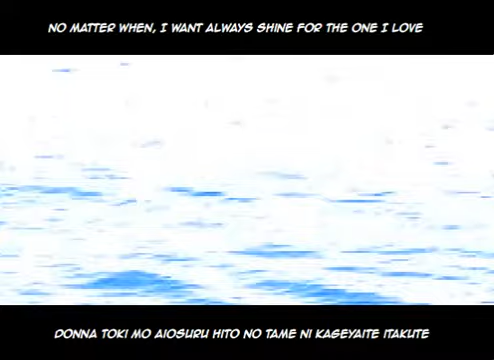 NO MATTER WHEN, I WANT ALWAYS SHINE FOR THE ONE I LOVE
DONNA TOKI MO AIOSURU HITO NO TAME NI KAGEYAITE ITAKUTE